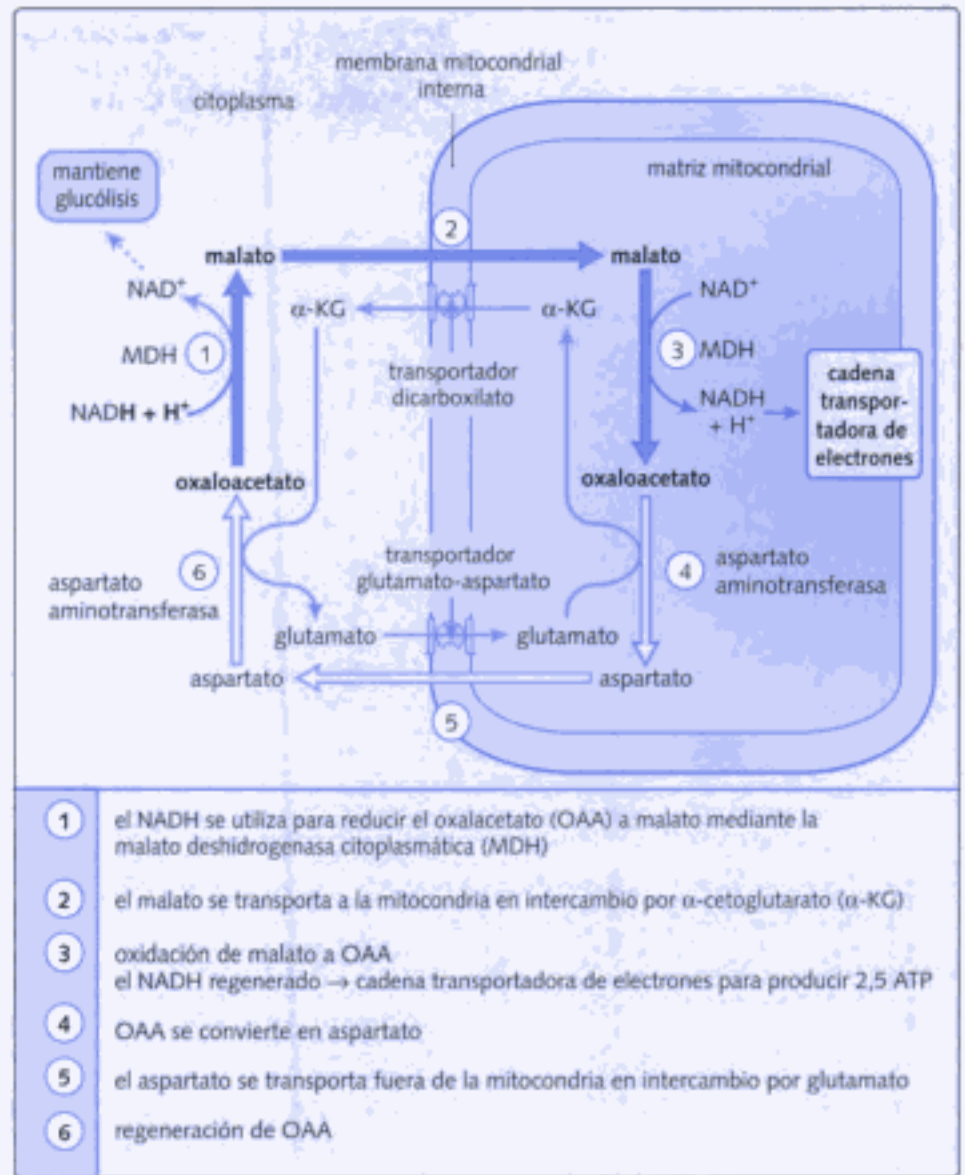 membrana mitocondrial
interna
citoplasma
matriz mitocondrial
mantiene
glucólisis
2
malato
malato
NAD⁺
α-KG
α-KG
NAD⁺
MDH
1
3
MDH
transportador
dicarboxilato
cadena
transpor-
tadora de
electrones
NADH + H⁺
NADH
+ H⁺
oxaloacetato
oxaloacetato
6
aspartato
aminotransferasa
transportador
glutamato-aspartato
4
aspartato
aminotransferasa
glutamato
glutamato
aspartato
aspartato
5
1 el NADH se utiliza para reducir el oxalacetato (OAA) a malato mediante la
malato deshidrogenasa citoplasmática (MDH)
2 el malato se transporta a la mitocondria en intercambio por α-cetoglutarato (α-KG)
3 oxidación de malato a OAA
el NADH regenerado → cadena transportadora de electrones para producir 2,5 ATP
4 OAA se convierte en aspartato
5 el aspartato se transporta fuera de la mitocondria en intercambio por glutamato
6 regeneración de OAA